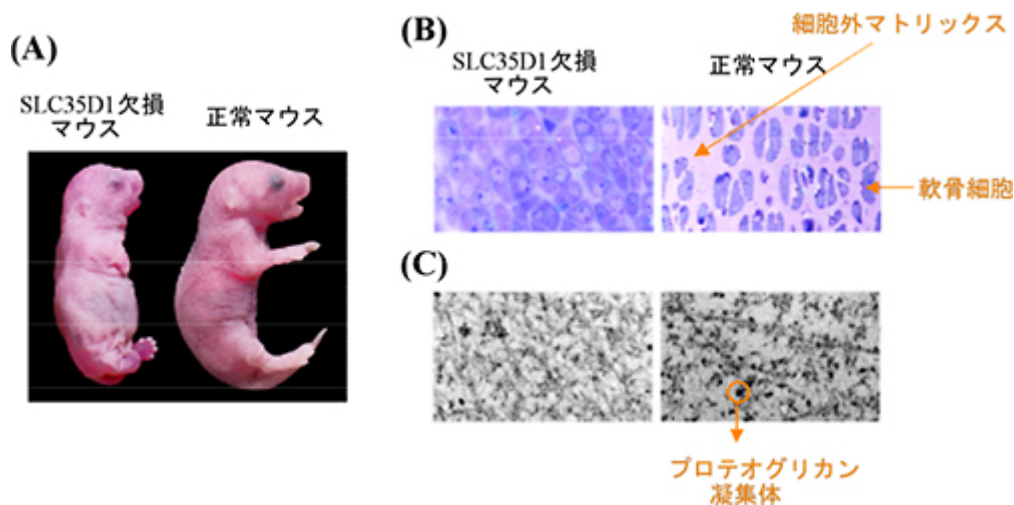 (A)
SLC35D1欠損
マウス
正常マウス
(B)
SLC35D1欠損
マウス
正常マウス
細胞外マトリックス
軟骨細胞
(C)
プロテオグリカン
凝集体